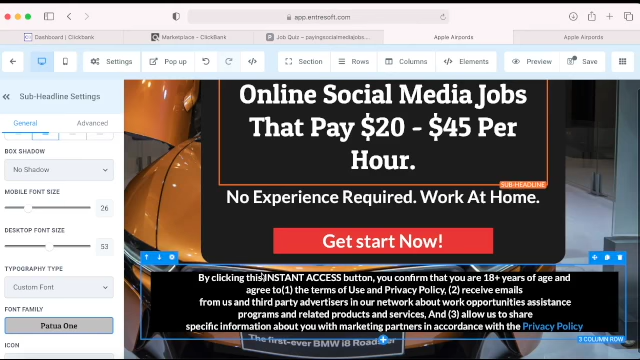 app.entresoft.com
Dashboard | Clickbank
Marketplace - ClickBank
Job Quiz – payingsocialmediajobs...
Apple Airpords
Apple Airpords
Settings
Pop up
Section
Rows
Columns
Elements
Preview
Save
Sub-Headline Settings
General
Advanced
BOX SHADOW
No Shadow
MOBILE FONT SIZE
26
DESKTOP FONT SIZE
53
TYPOGRAPHY TYPE
Custom Font
FONT FAMILY
Patua One
ICON
Online Social Media Jobs
That Pay $20 - $45 Per
Hour.
SUB-HEADLINE
No Experience Required. Work At Home.
Get start Now!
By clicking this INSTANT ACCESS button, you confirm that you are 18+ years of age and
agree to(1) the terms of Use and Privacy Policy, (2) receive emails
from us and third party advertisers in our network about work opportunities assistance
programs and related products and services, And (3) allow us to share
specific information about you with marketing partners in accordance with the Privacy Policy
3 COLUMN ROW
The first-ever BMW i8 Roadster